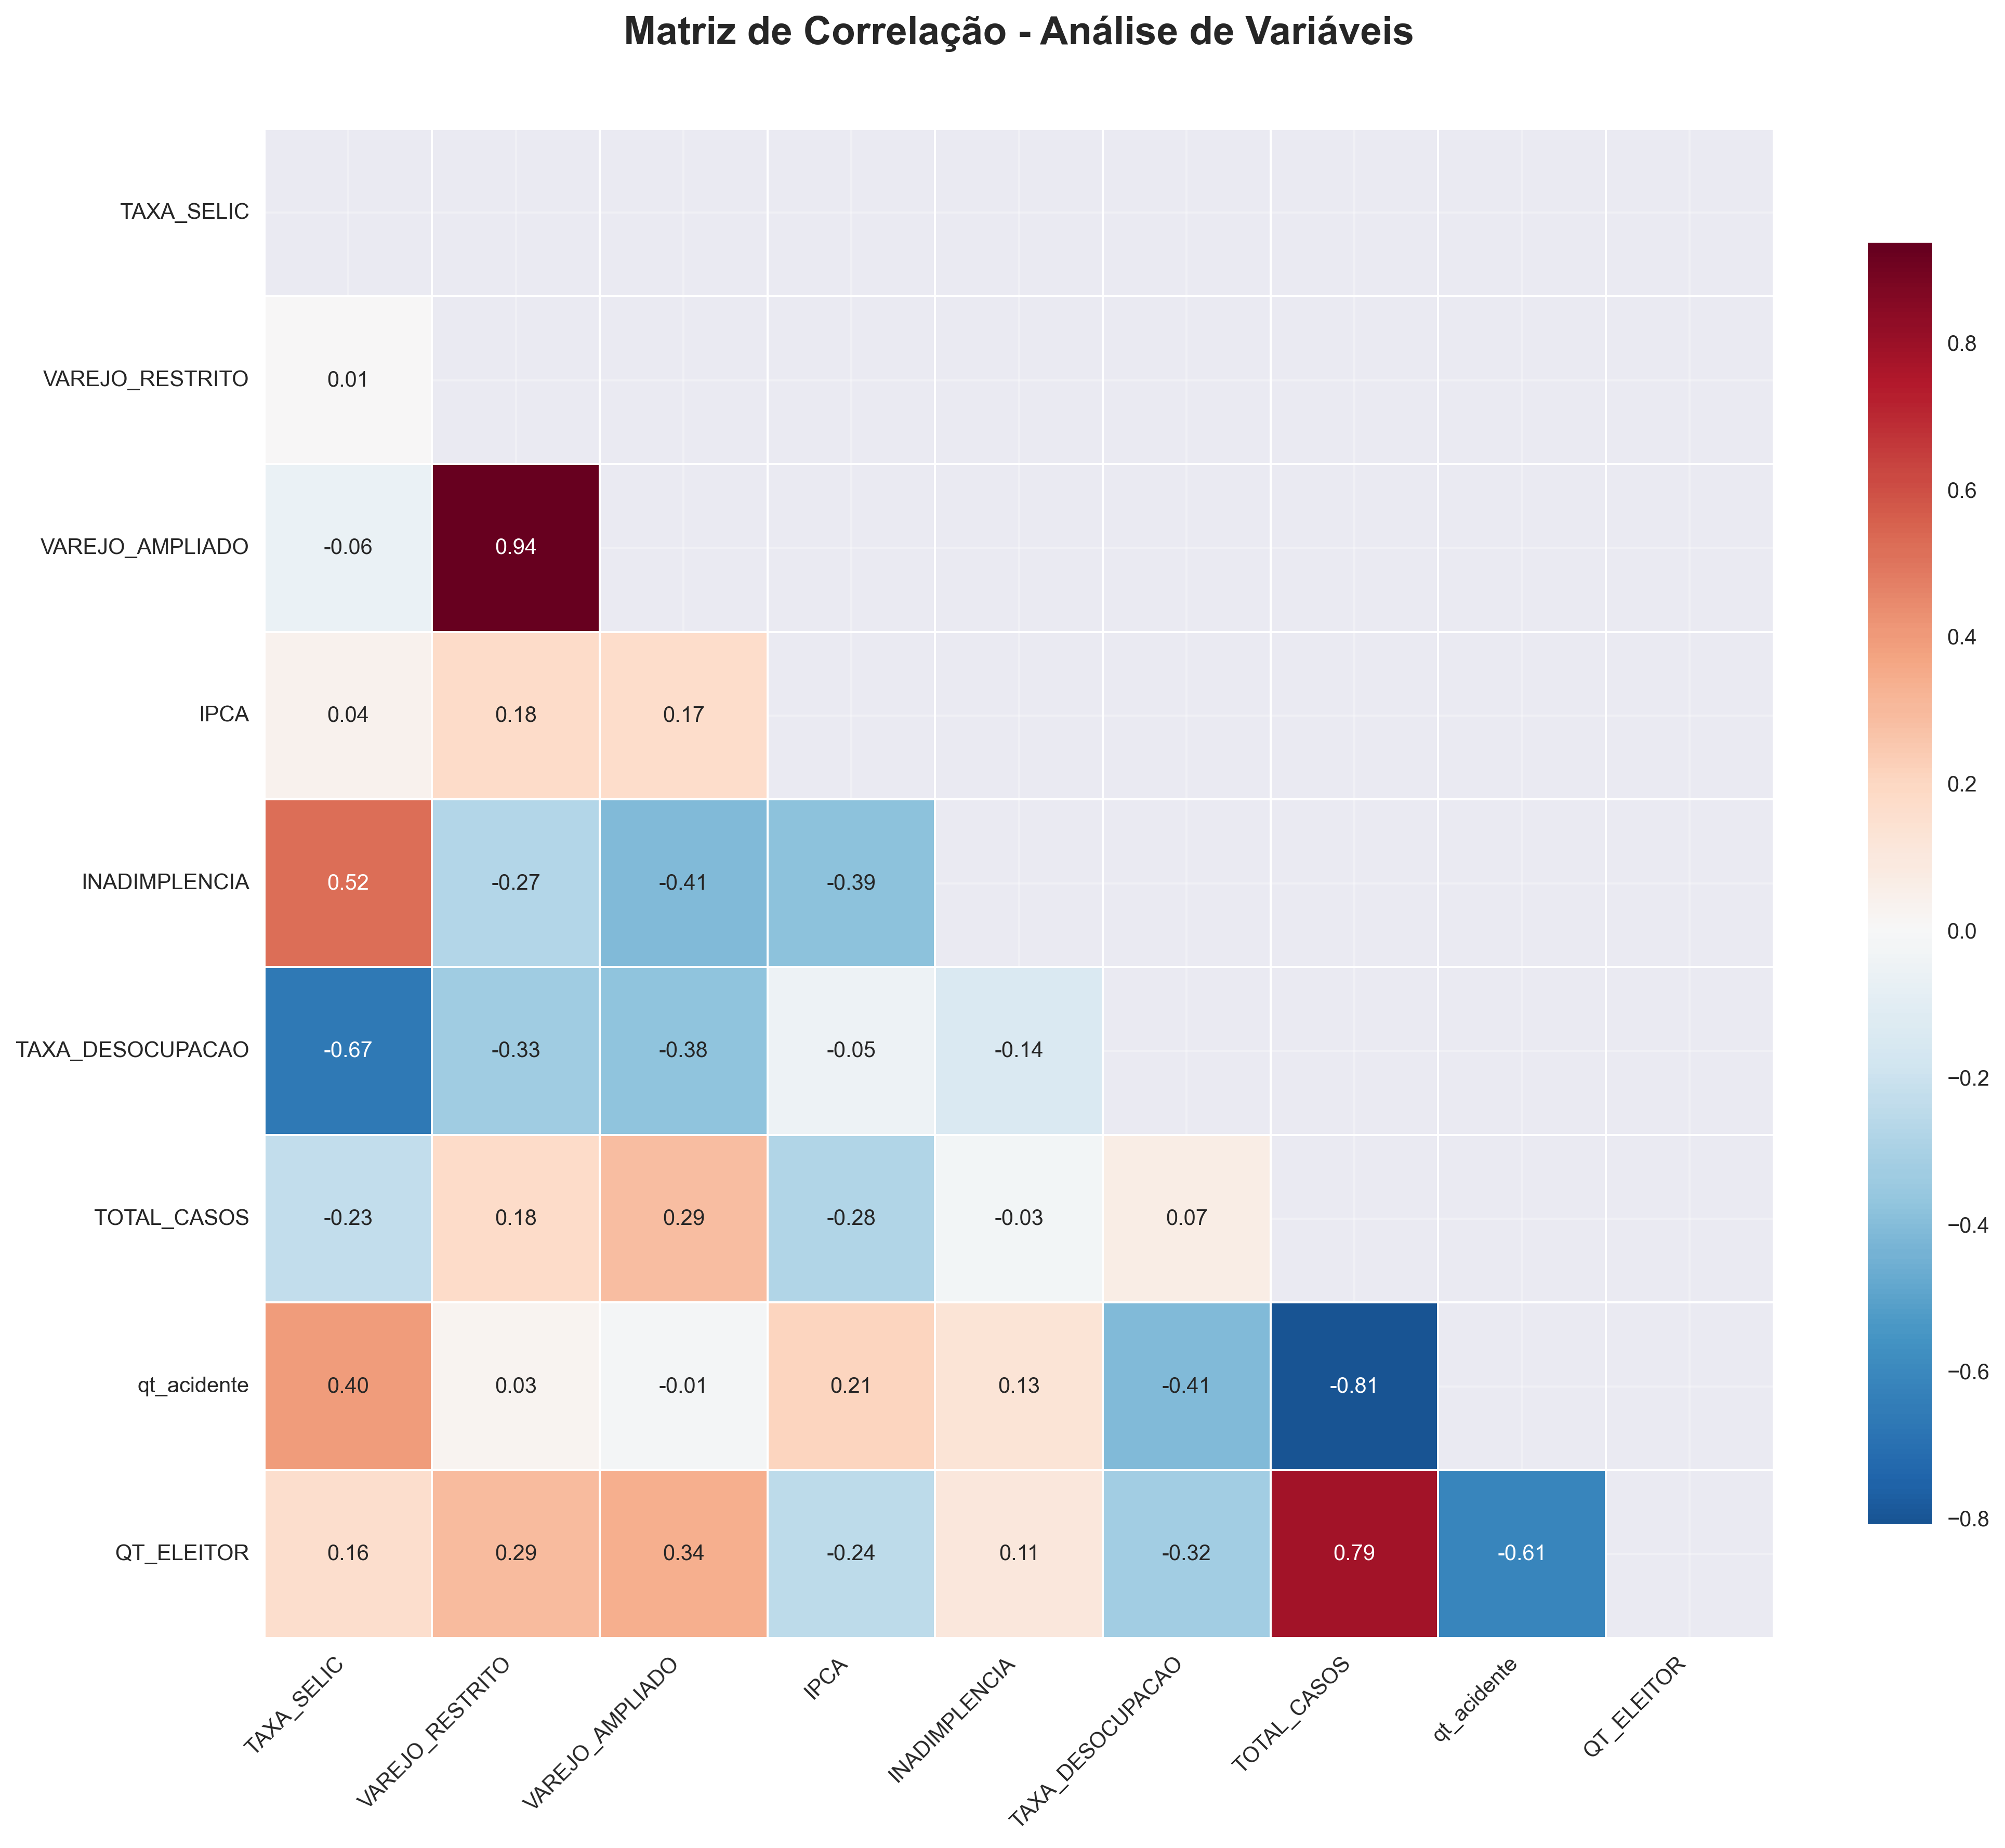 Matriz de Correlação - Análise de Variáveis
TAXA_SELIC
VAREJO_RESTRITO
0.01
VAREJO_AMPLIADO
-0.06 0.94
IPCA
0.04 0.18 0.17
INADIMPLENCIA
0.52 -0.27 -0.41 -0.39
TAXA_DESOCUPACAO
-0.67 -0.33 -0.38 -0.05 -0.14
TOTAL_CASOS
-0.23 0.18 0.29 -0.28 -0.03 0.07
qt_acidente
0.40 0.03 -0.01 0.21 0.13 -0.41 -0.81
QT_ELEITOR
0.16 0.29 0.34 -0.24 0.11 -0.32 0.79 -0.61
TAXA_SELIC
VAREJO_RESTRITO
VAREJO_AMPLIADO
IPCA
INADIMPLENCIA
TAXA_DESOCUPACAO
TOTAL_CASOS
qt_acidente
QT_ELEITOR
0.8
0.6
0.4
0.2
0.0
−0.2
−0.4
−0.6
−0.8